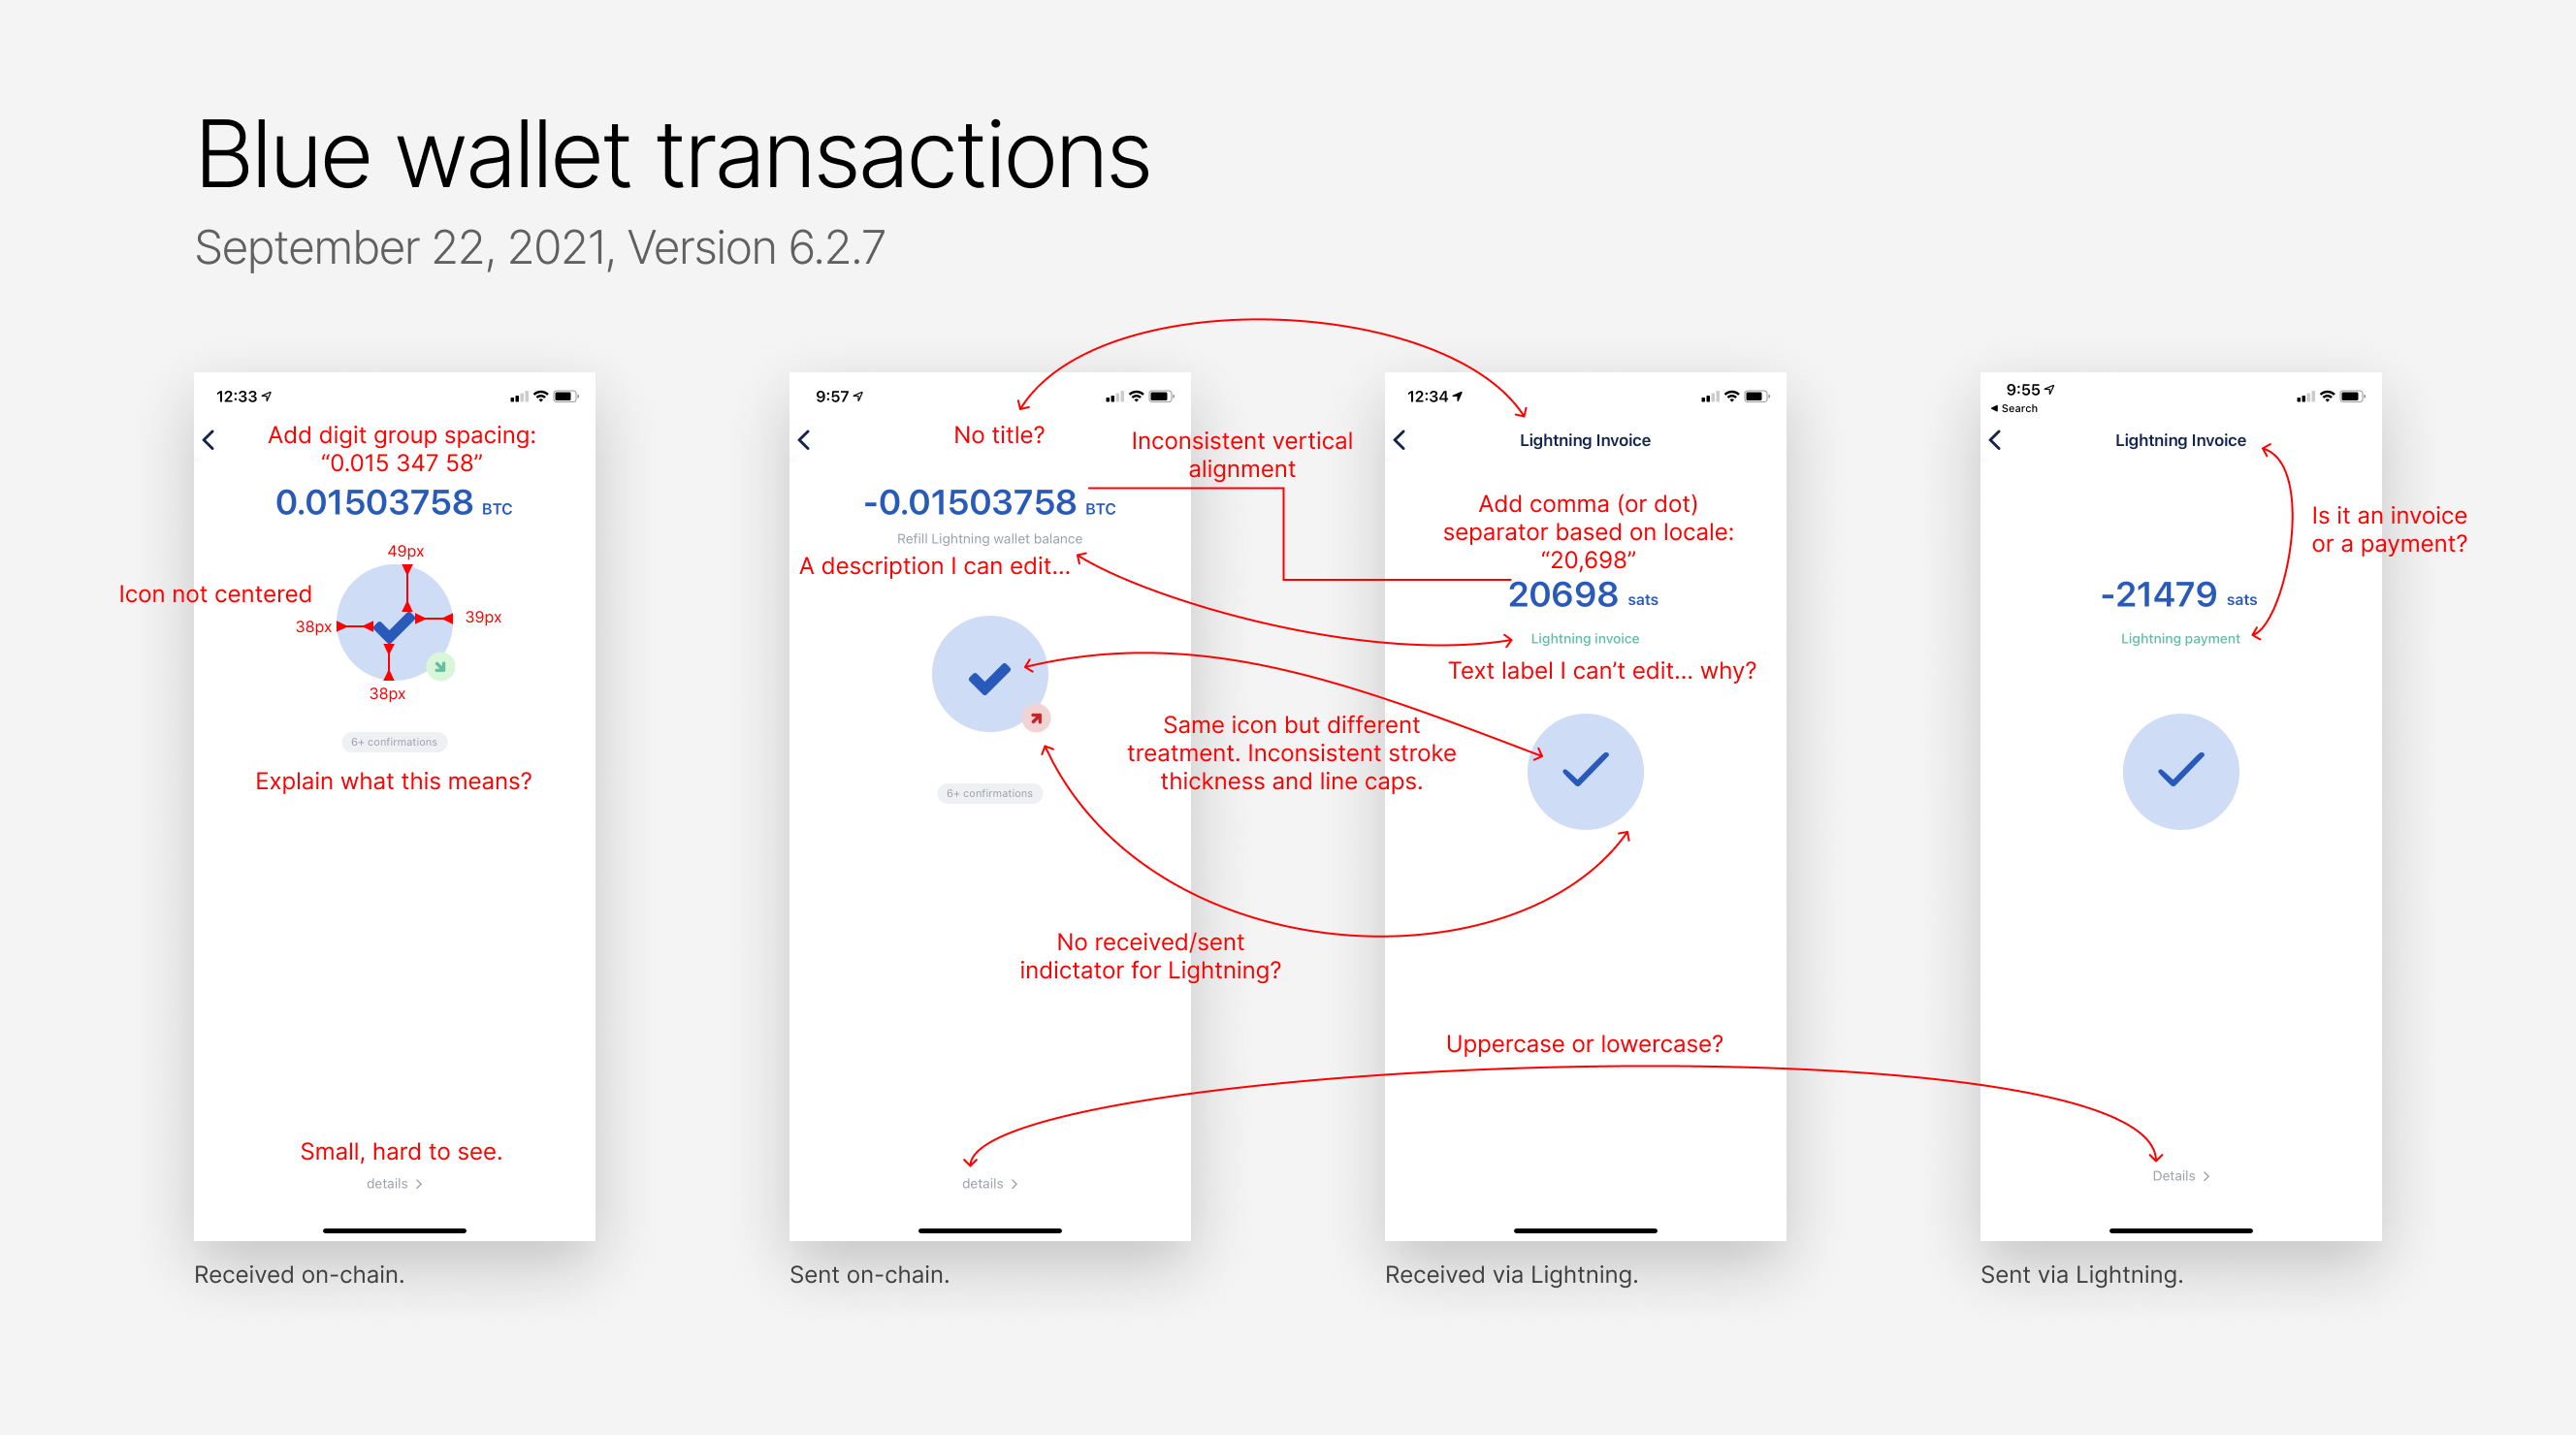 Blue wallet transactions
September 22, 2021, Version 6.2.7
12:33
Add digit group spacing:
“0.015 347 58”
0.01503758 BTC
49px
Icon not centered
38px
39px
38px
6+ confirmations
Explain what this means?
Small, hard to see.
details
Received on-chain.
9:57
No title?
-0.01503758 BTC
Refill Lightning wallet balance
A description I can edit...
6+ confirmations
details
Sent on-chain.
Inconsistent vertical
alignment
Same icon but different
treatment. Inconsistent stroke
thickness and line caps.
No received/sent
indictator for Lightning?
12:34
Lightning Invoice
Add comma (or dot)
separator based on locale:
“20,698”
20698 sats
Lightning invoice
Text label I can’t edit... why?
Uppercase or lowercase?
Received via Lightning.
9:55
Search
Lightning Invoice
Is it an invoice
or a payment?
-21479 sats
Lightning payment
Details
Sent via Lightning.